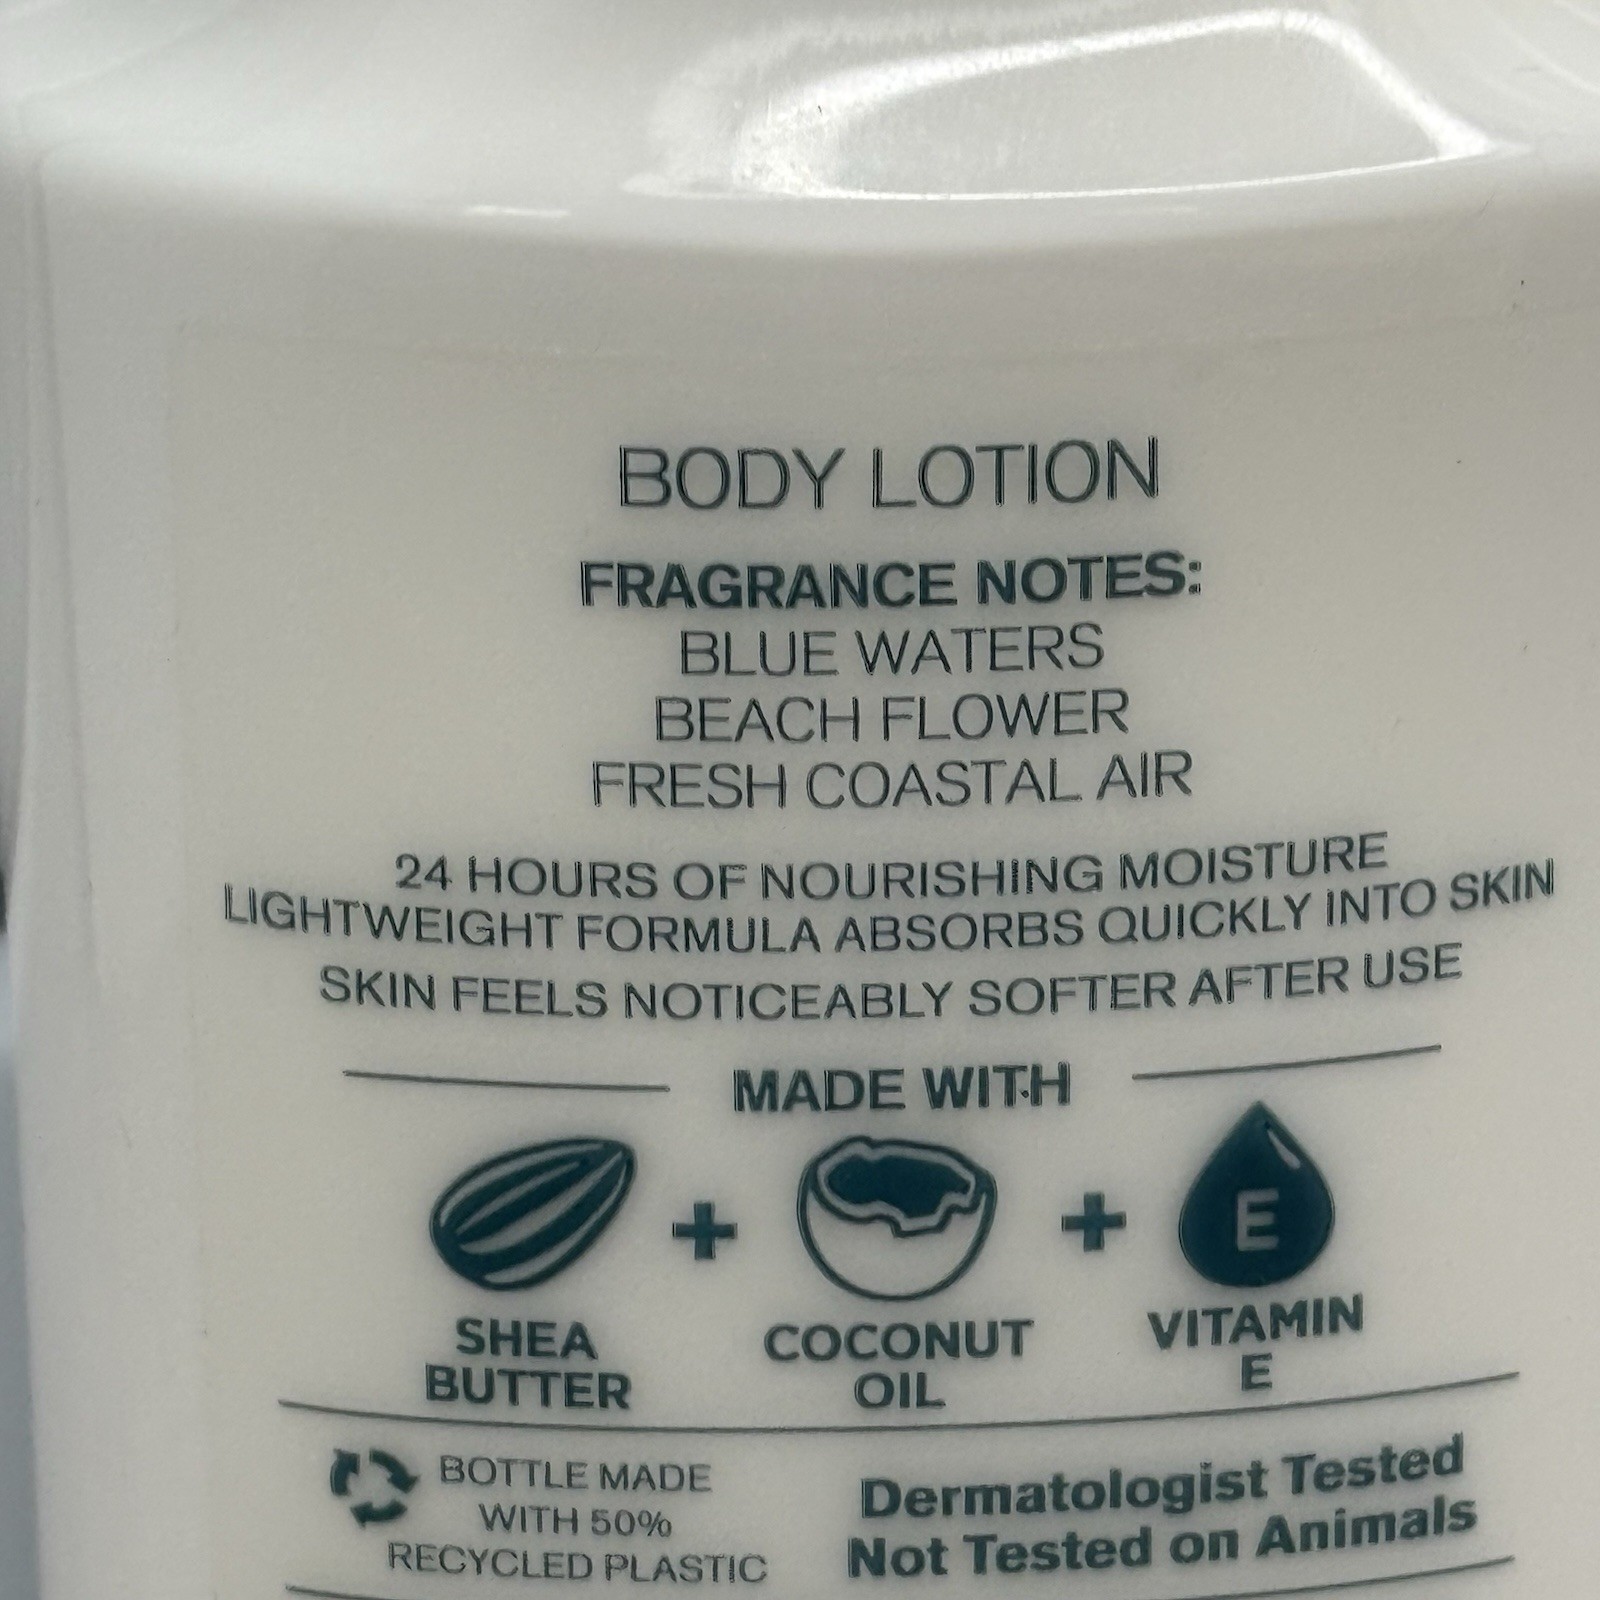 BODY LOTION
FRAGRANCE NOTES:
BLUE WATERS
BEACH FLOWER
FRESH COASTAL AIR
24 HOURS OF NOURISHING MOISTURE
LIGHTWEIGHT FORMULA ABSORBS QUICKLY INTO SKIN
SKIN FEELS NOTICEABLY SOFTER AFTER USE
MADE WITH
E
SHEA
BUTTER
COCONUT
OIL
VITAMIN
E
BOTTLE MADE
WITH 50%
RECYCLED PLASTIC
Dermatologist Tested
Not Tested on Animals